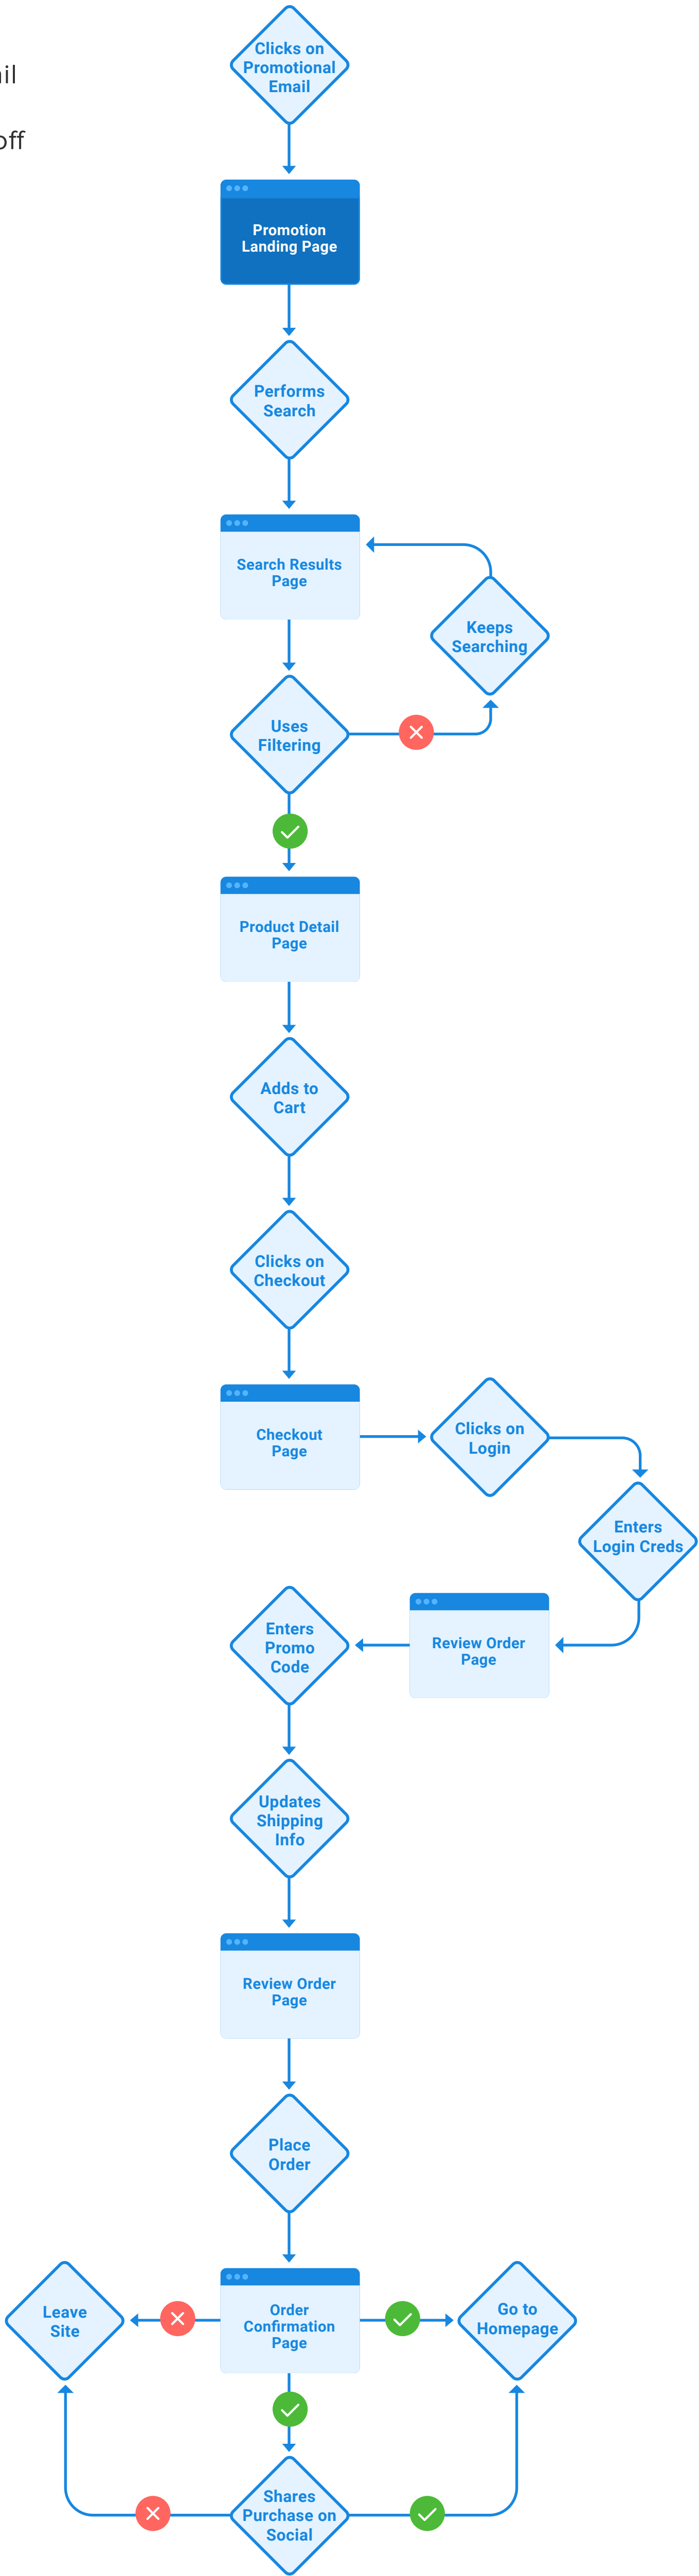 Clicks on
Promotional
Email
off
Promotion
Landing Page
Performs
Search
Search Results
Page
Keeps
Searching
Uses
Filtering
Product Detail
Page
Adds to
Cart
Clicks on
Checkout
Checkout
Page
Clicks on
Login
Enters
Login Creds
Enters
Promo
Code
Review Order
Page
Updates
Shipping
Info
Review Order
Page
Place
Order
Leave
Site
Order
Confirmation
Page
Go to
Homepage
Shares
Purchase on
Social